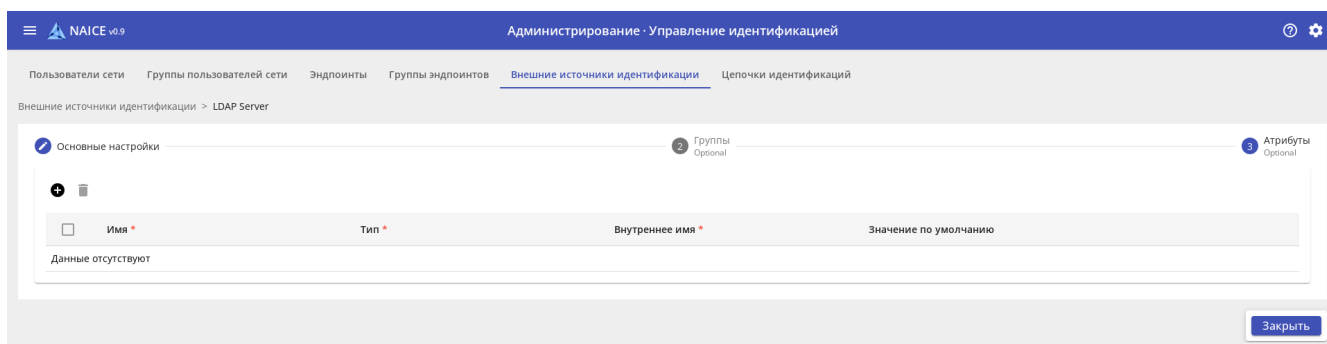 NAICE v0.9
Администрирование · Управление идентификацией
Пользователи сети Группы пользователей сети Эндпоинты Группы эндпоинтов Внешние источники идентификации Цепочки идентификаций
Внешние источники идентификации > LDAP Server
Основные настройки
2 Группы
Optional
3 Атрибуты
Optional
Имя * Тип * Внутреннее имя * Значение по умолчанию
Данные отсутствуют
Закрыть